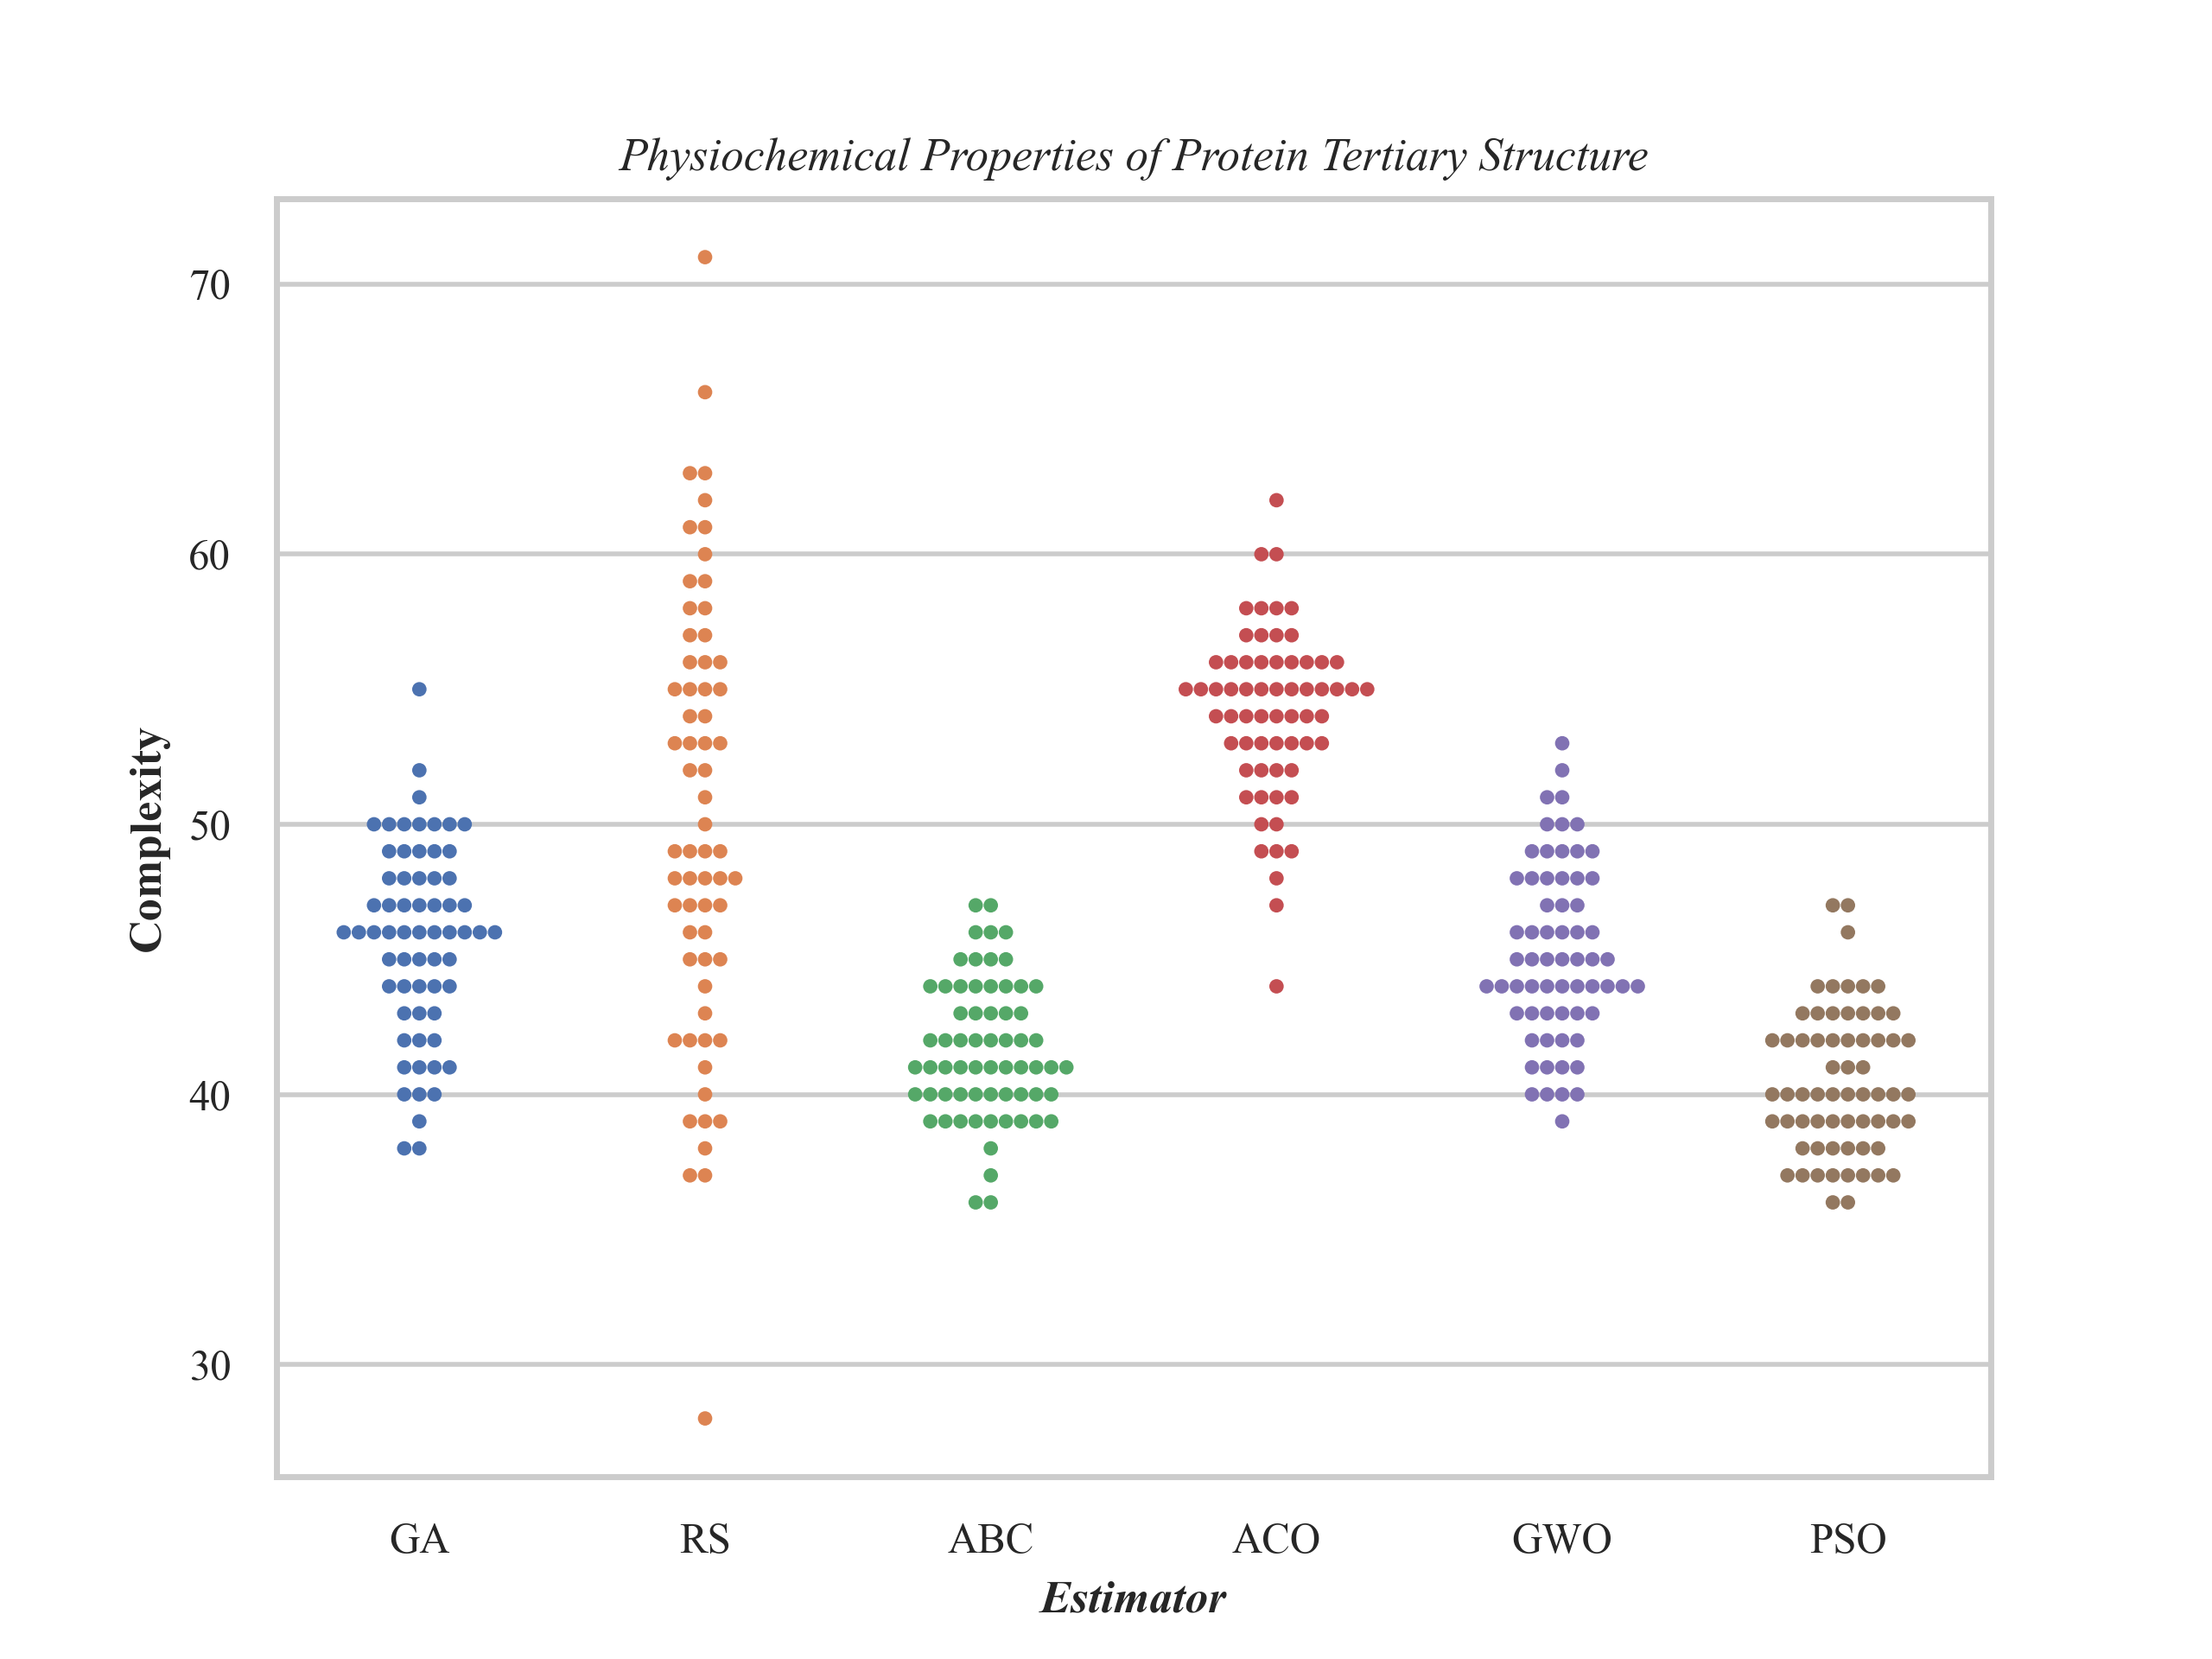 Physiochemical Properties of Protein Tertiary Structure
70
60
50
40
30
Complexity
GA RS ABC ACO GWO PSO
Estimator